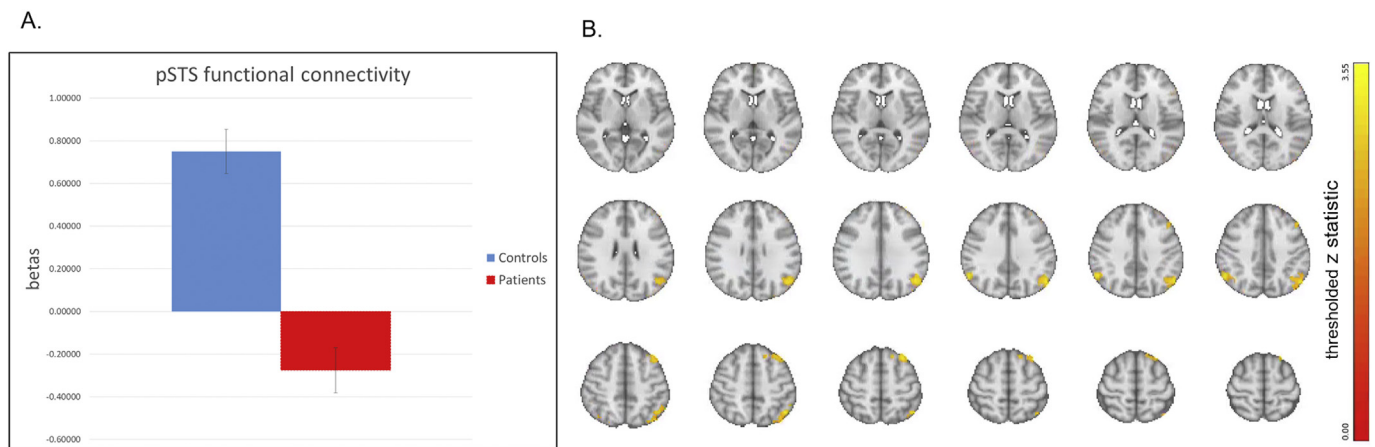 A.
pSTS functional connectivity
1.00000
0.80000
0.60000
0.40000
0.20000
0.00000
-0.20000
-0.40000
-0.60000
betas
Controls
Patients
B.
3.55
thresholded z statistic
0.00